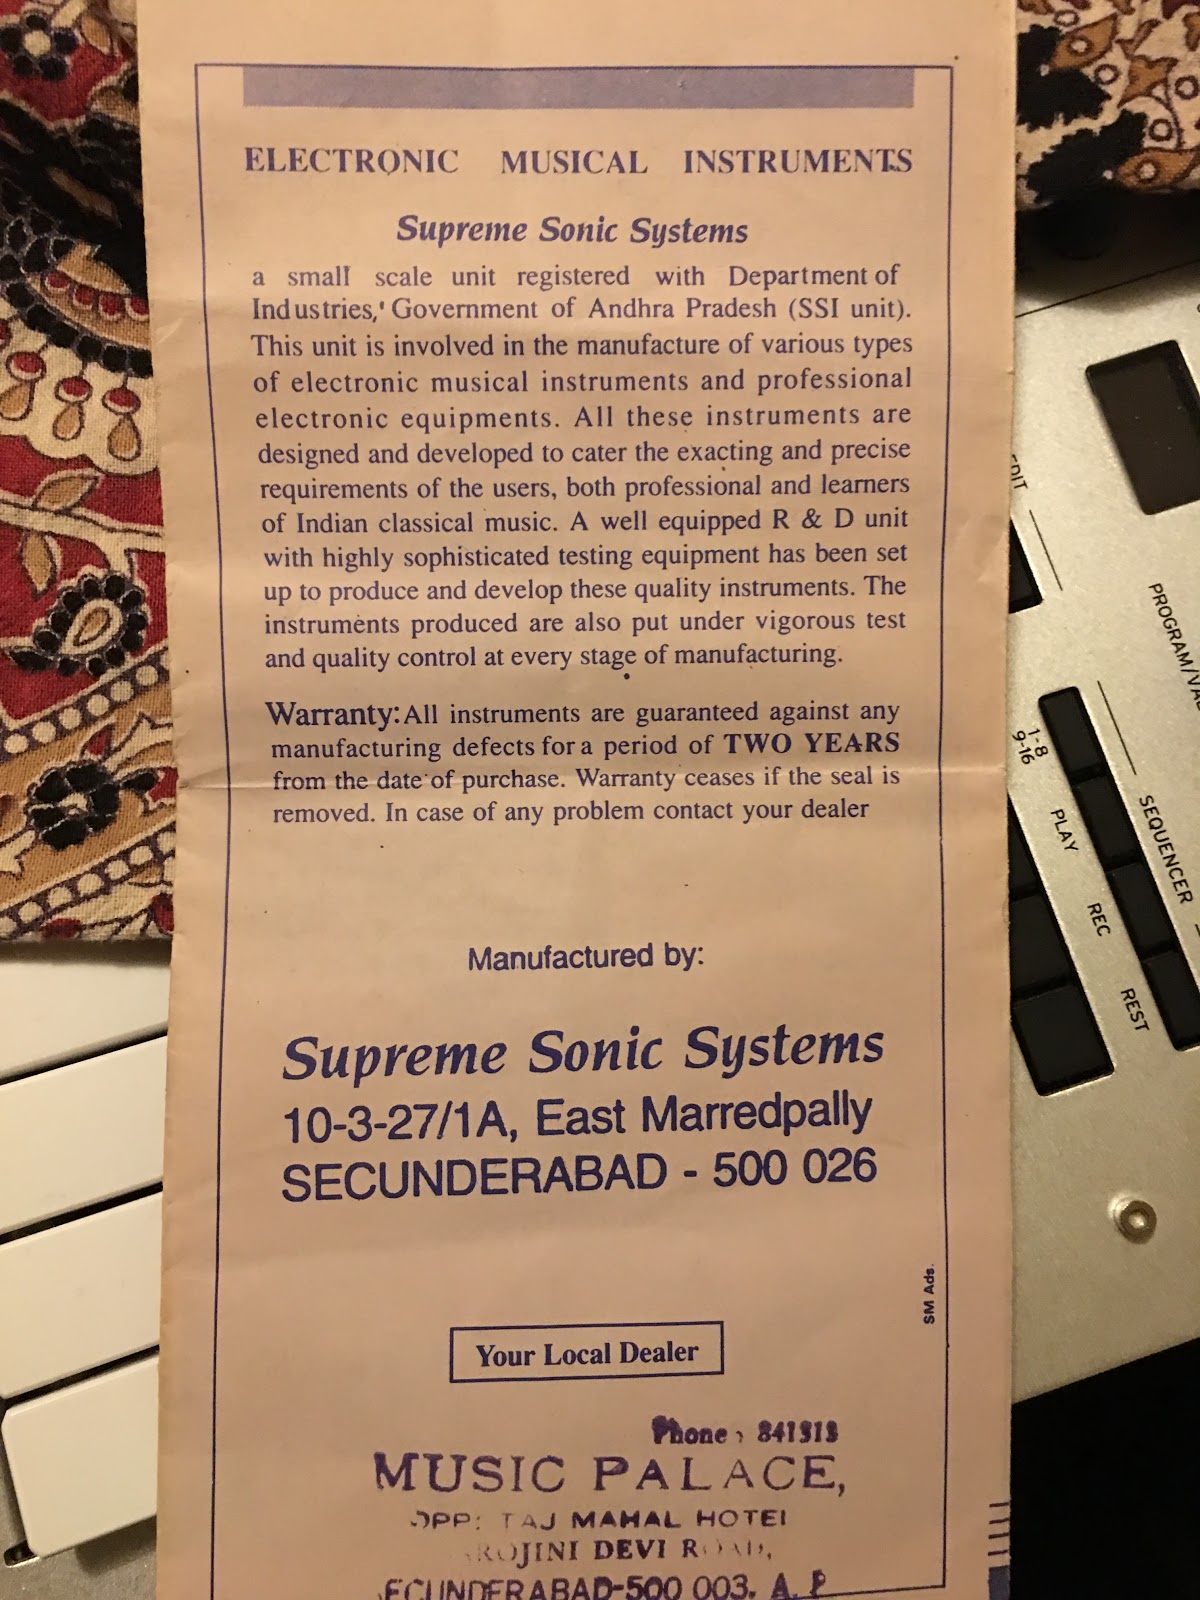 ELECTRONIC MUSICAL INSTRUMENTS
Supreme Sonic Systems
a small scale unit registered with Department of
Industries,' Government of Andhra Pradesh (SSI unit).
This unit is involved in the manufacture of various types
of electronic musical instruments and professional
electronic equipments. All these instruments are
designed and developed to cater the exacting and precise
requirements of the users, both professional and learners
of Indian classical music. A well equipped R & D unit
with highly sophisticated testing equipment has been set
up to produce and develop these quality instruments. The
instruments produced are also put under vigorous test
and quality control at every stage of manufacturing.
Warranty: All instruments are guaranteed against any
manufacturing defects for a period of TWO YEARS
from the date of purchase. Warranty ceases if the seal is
removed. In case of any problem contact your dealer
Manufactured by:
Supreme Sonic Systems
10-3-27/1A, East Marredpally
SECUNDERABAD - 500 026
SM Ads.
Your Local Dealer
Phone :
MUSIC PALACE,
OPP: TAJ MAHAL HOTEL
ROJINI DEVI ROAD,
ECUNDERABAD-500 003. A. P
1-8
9-16
PLAY
REC
REST
SEQUENCER